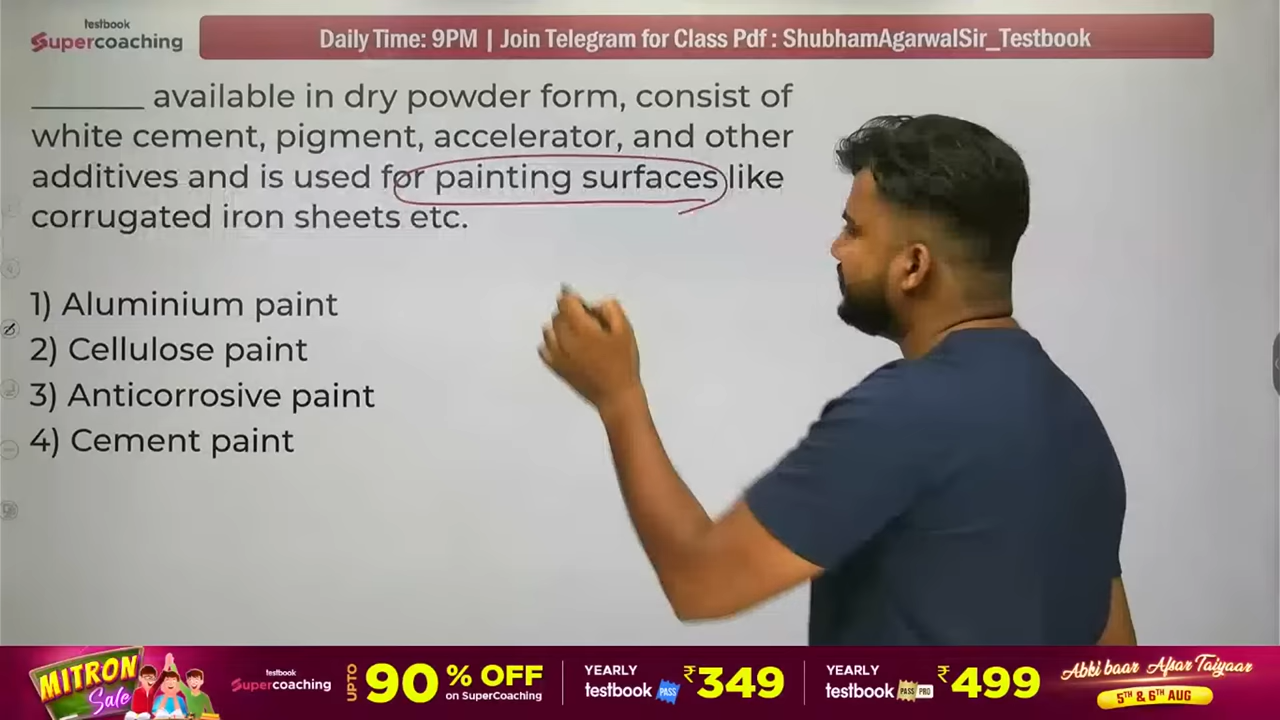 testbook
Supercoaching
Daily Time: 9PM | Join Telegram for Class Pdf : ShubhamAgarwalSir_Testbook
_______ available in dry powder form, consist of
white cement, pigment, accelerator, and other
additives and is used for painting surfaces like
corrugated iron sheets etc.
1) Aluminium paint
2) Cellulose paint
3) Anticorrosive paint
4) Cement paint
MITRON
Sale
testbook
Supercoaching
UPTO 90 % OFF
on SuperCoaching
YEARLY
testbook PASS
₹349
YEARLY
testbook PASS PRO
₹499
Abki baar Afsar Taiyaar
5TH & 6TH AUG